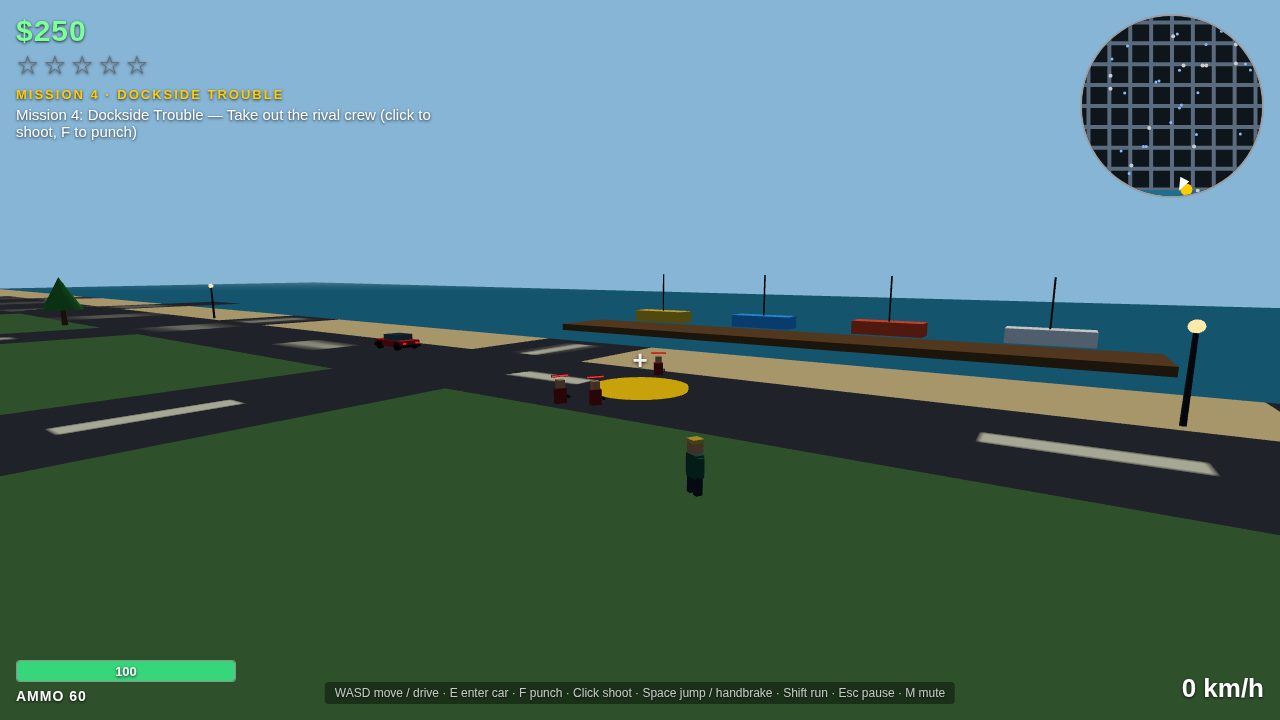 $250
MISSION 4 · DOCKSIDE TROUBLE
Mission 4: Dockside Trouble — Take out the rival crew (click to
shoot, F to punch)
100
AMMO 60
WASD move / drive · E enter car · F punch · Click shoot · Space jump / handbrake · Shift run · Esc pause · M mute
0 km/h